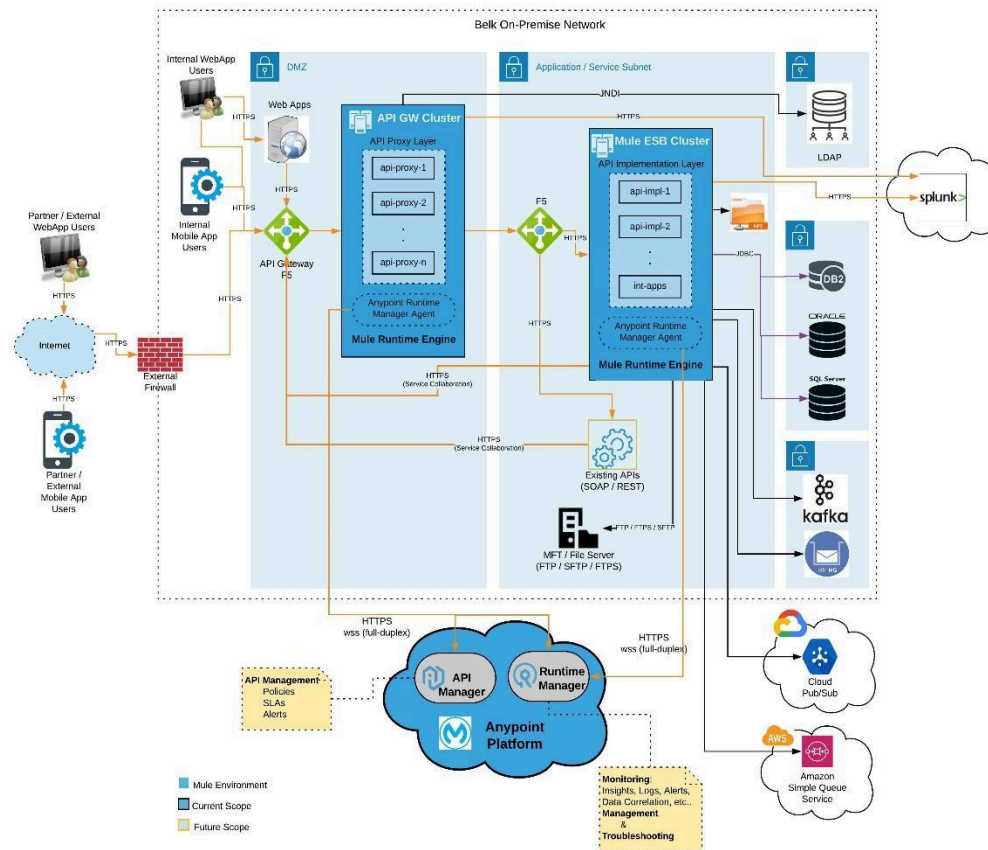 Belk On-Premise Network
Internal WebApp
Users
DMZ
Application / Service Subnet
HTTPS
HTTPS
Web Apps
API GW Cluster
API Proxy Layer
api-proxy-1
api-proxy-2
.
.
api-proxy-n
Anypoint Runtime
Manager Agent
Mule Runtime Engine
JNDI
HTTPS
LDAP
Mule ESB Cluster
API Implementation Layer
api-impl-1
api-impl-2
.
.
int-apps
Anypoint Runtime
Manager Agent
Mule Runtime Engine
HTTPS
splunk>
HTTPS
HTTPS
HTTPS
Internal
Mobile App
Users
API Gateway
F5
F5
HTTPS
NFS
JDBC
DB2
ORACLE
SQL Server
Partner / External
WebApp Users
HTTPS
HTTPS
Internet
HTTPS
External
Firewall
HTTPS
Partner /
External
Mobile App
Users
HTTPS
HTTPS
(Service Collaboration)
HTTPS
(Service Collaboration)
Existing APIs
(SOAP / REST)
kafka
MQ
FTP / FTPS / SFTP
MFT / File Server
(FTP / SFTP / FTPS)
HTTPS
wss (full-duplex)
HTTPS
wss (full-duplex)
API
Manager
Runtime
Manager
Anypoint
Platform
API Management
Policies
SLAs
Alerts
Cloud
Pub/Sub
AWS
Amazon
Simple Queue
Service
Monitoring:
Insights, Logs, Alerts,
Data Correlation, etc..
Management
&
Troubleshooting
Mule Environment
Current Scope
Future Scope